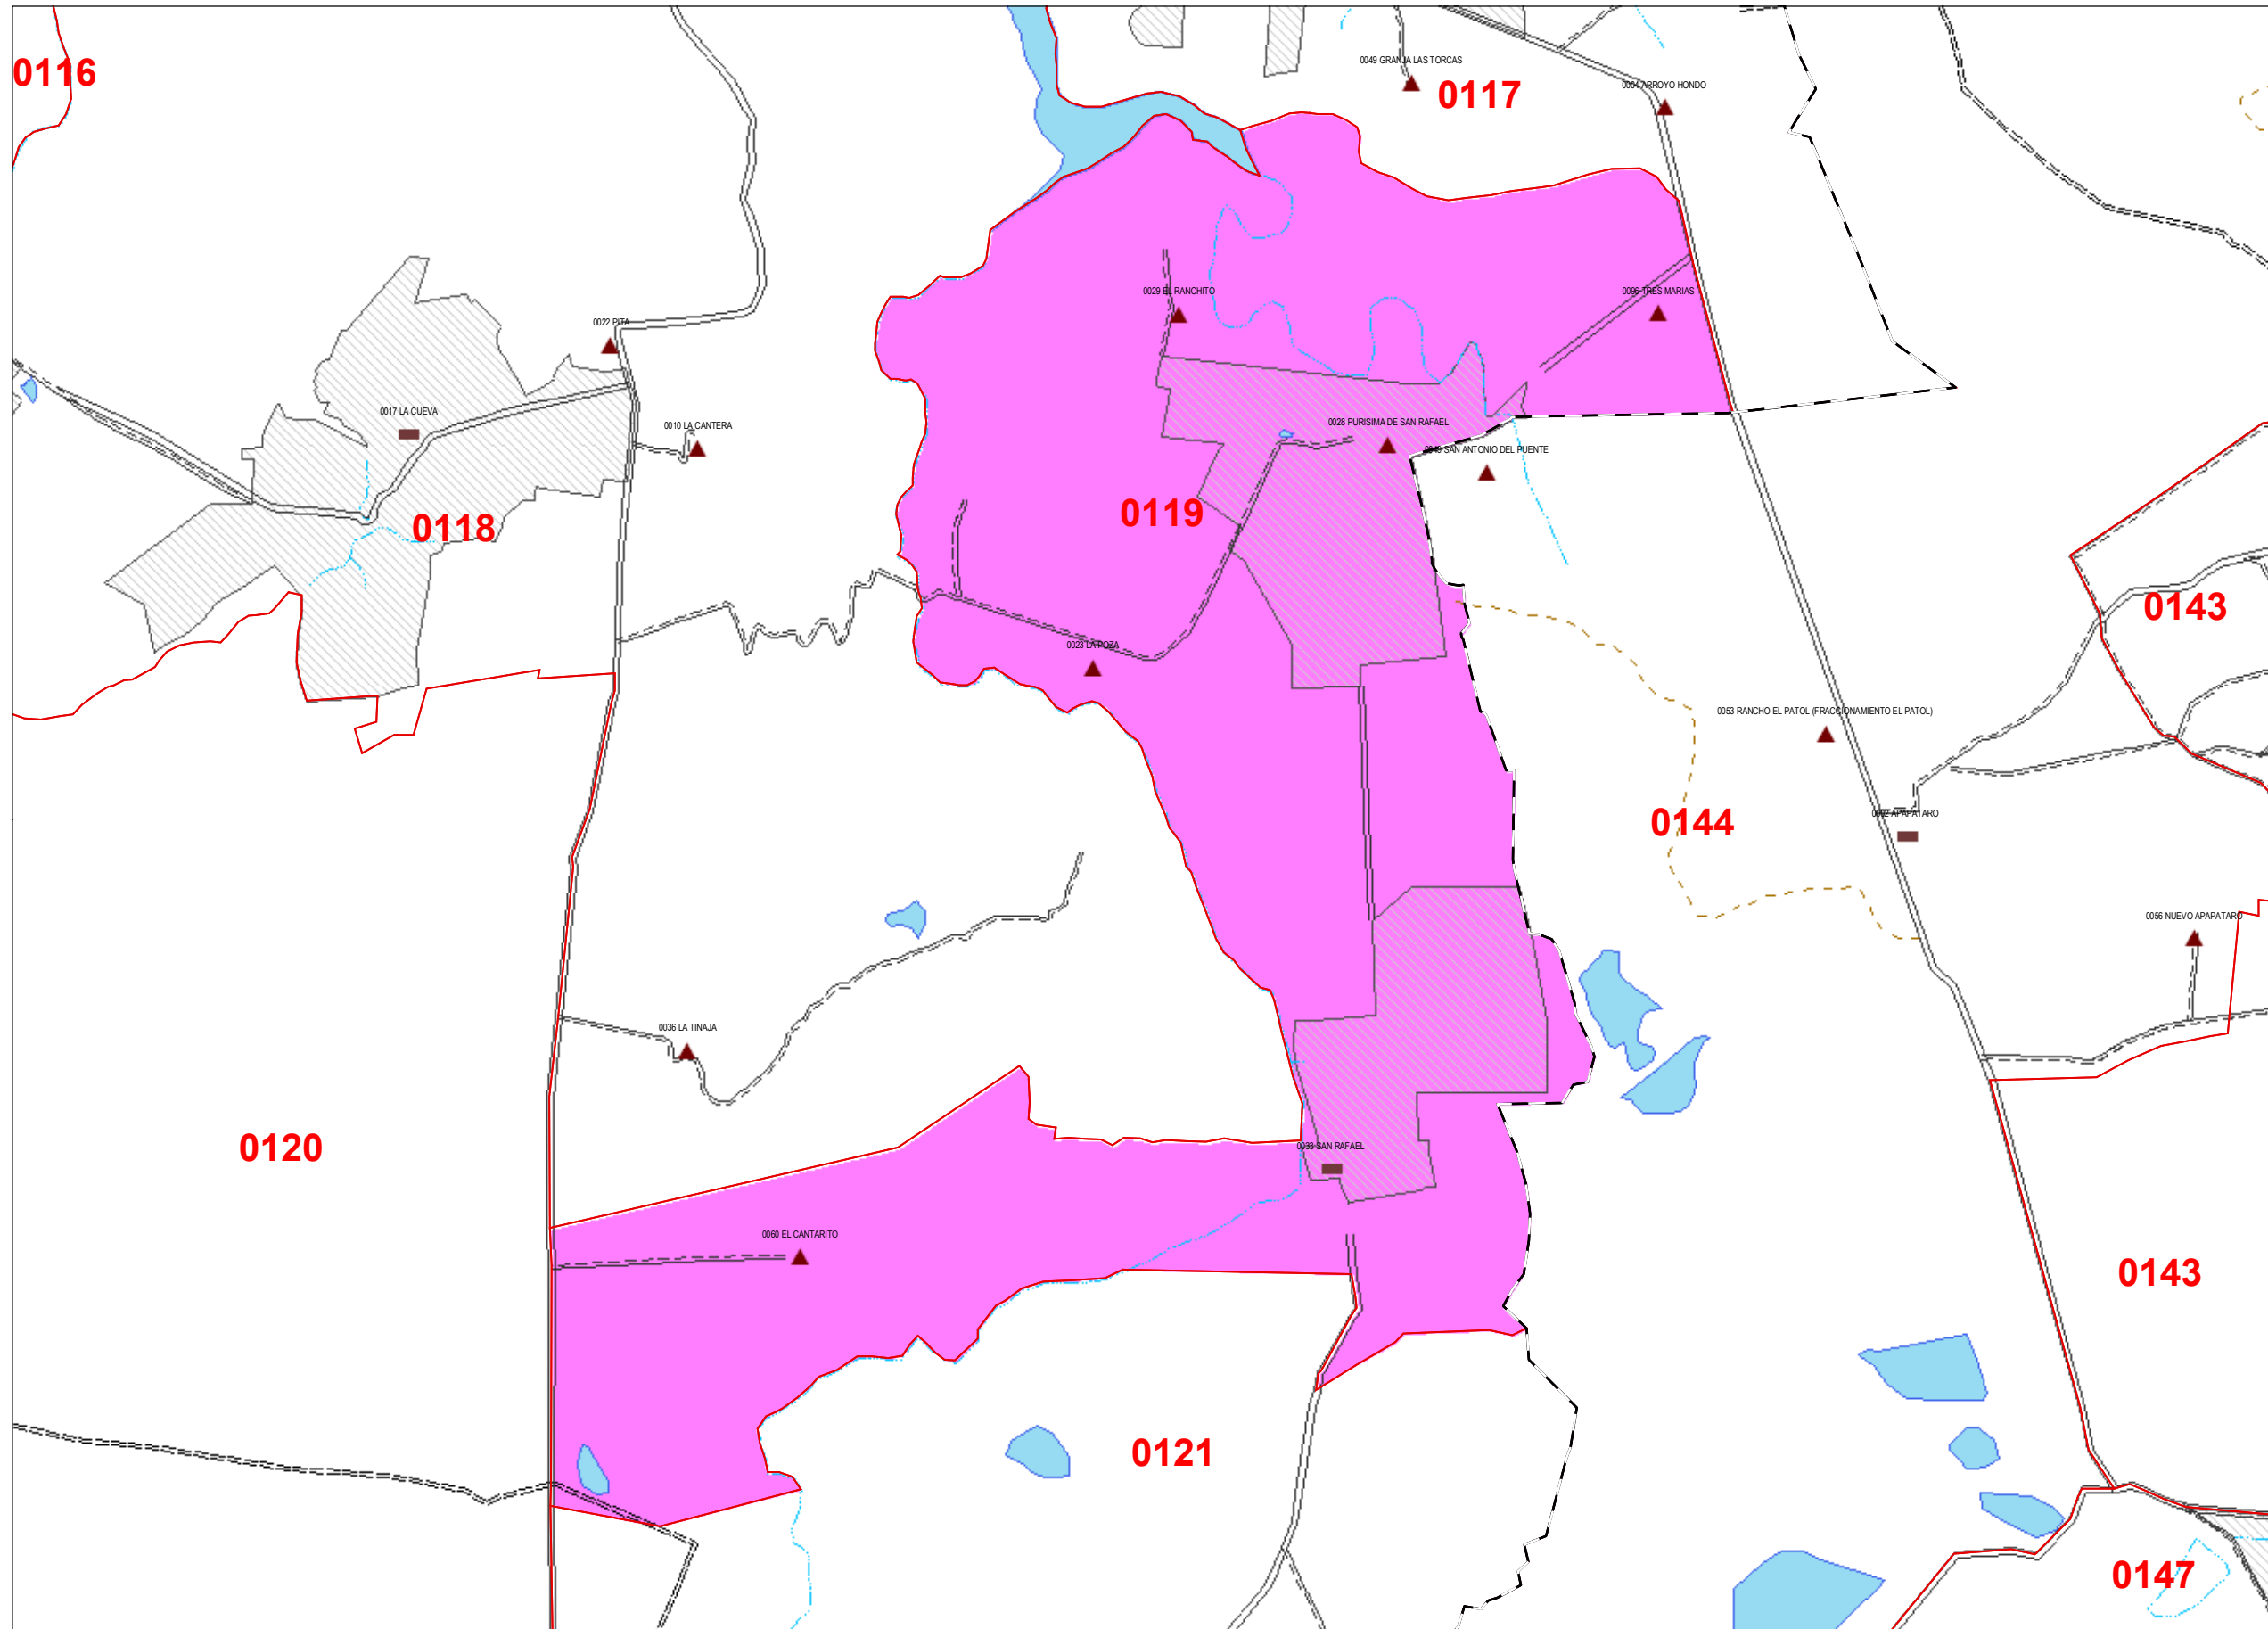 0116
0049 GRANJA LAS TORCAS
0117
0004 ARROYO HONDO
0029 EL RANCHITO
0096 TRES MARIAS
0022 PITA
0017 LA CUEVA
0010 LA CANTERA
0028 PURISIMA DE SAN RAFAEL
0049 SAN ANTONIO DEL PUENTE
0119
0118
0143
0023 LA POZA
0053 RANCHO EL PATOL (FRACCIONAMIENTO EL PATOL)
0144
0002 APAPATARO
0056 NUEVO APAPATARO
0036 LA TINAJA
0120
0033 SAN RAFAEL
0060 EL CANTARITO
0143
0121
0147